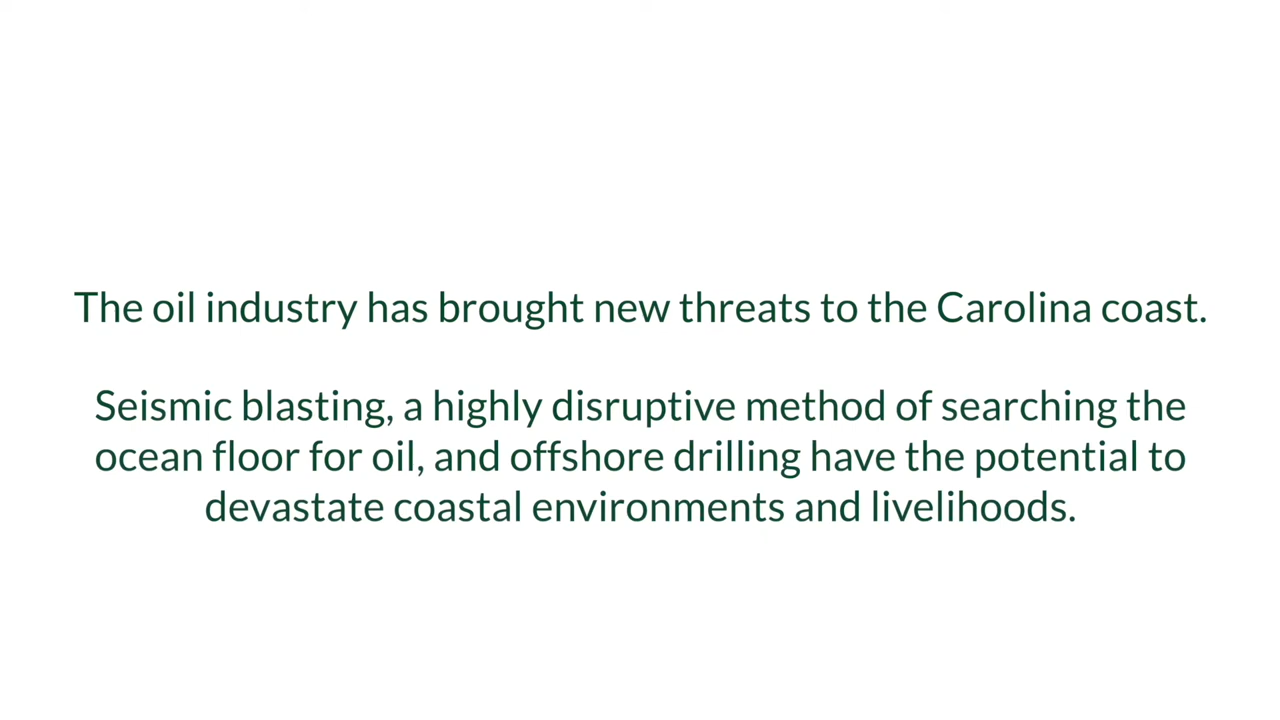 The oil industry has brought new threats to the Carolina coast.
Seismic blasting, a highly disruptive method of searching the
ocean floor for oil, and offshore drilling have the potential to
devastate coastal environments and livelihoods.